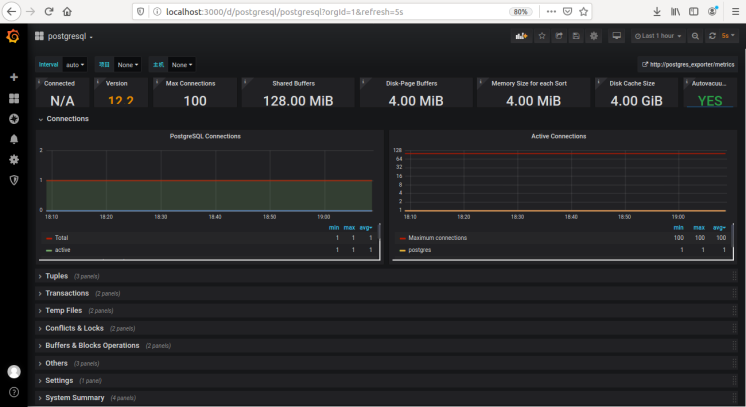 localhost:3000/d/postgresql/postgresql?orgId=1&refresh=5s
80%
postgresql
Last 1 hour
5s
Interval auto 项目 None 主机 None
http://postgres_exporter/metrics
Connected Version Max Connections Shared Buffers Disk-Page Buffers Memory Size for each Sort Disk Cache Size Autovacuu...
N/A 12.2 100 128.00 MiB 4.00 MiB 4.00 MiB 4.00 GiB YES
Connections
PostgreSQL Connections
2
1
0
18:10 18:20 18:30 18:40 18:50 19:00
min max avg
Total 1 1 1
active 1 1 1
Active Connections
128
64
32
16
8
4
2
1
18:10 18:20 18:30 18:40 18:50 19:00
min max avg
Maximum connections 100 100 100
postgres 1 1 1
Tuples (3 panels)
Transactions (2 panels)
Temp Files (2 panels)
Conflicts & Locks (2 panels)
Buffers & Blocks Operations (2 panels)
Others (3 panels)
Settings (1 panel)
System Summary (4 panels)